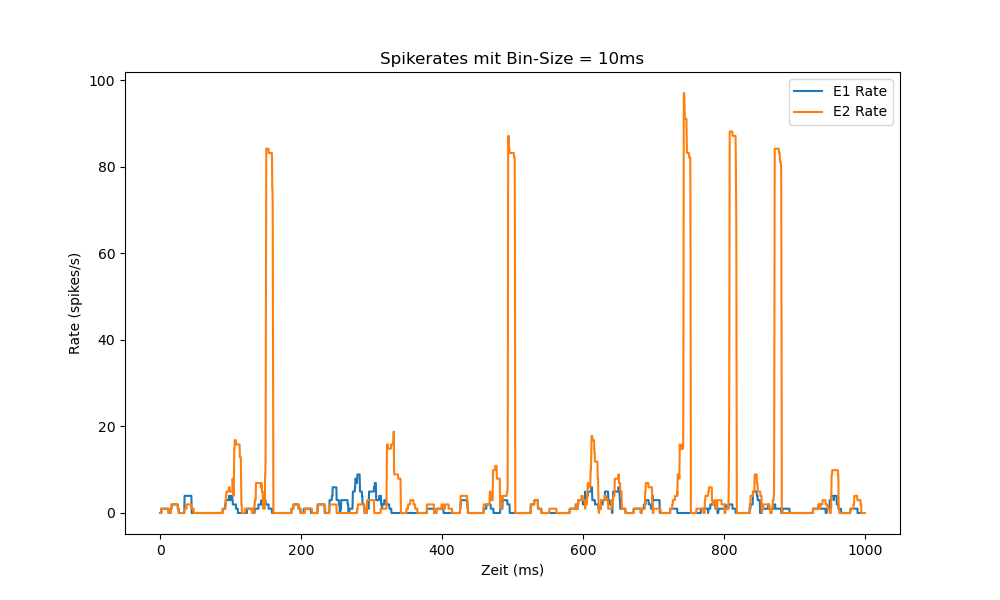 Spikerates mit Bin-Size = 10ms
E1 Rate
E2 Rate
Rate (spikes/s)
100
80
60
40
20
0
0 200 400 600 800 1000
Zeit (ms)